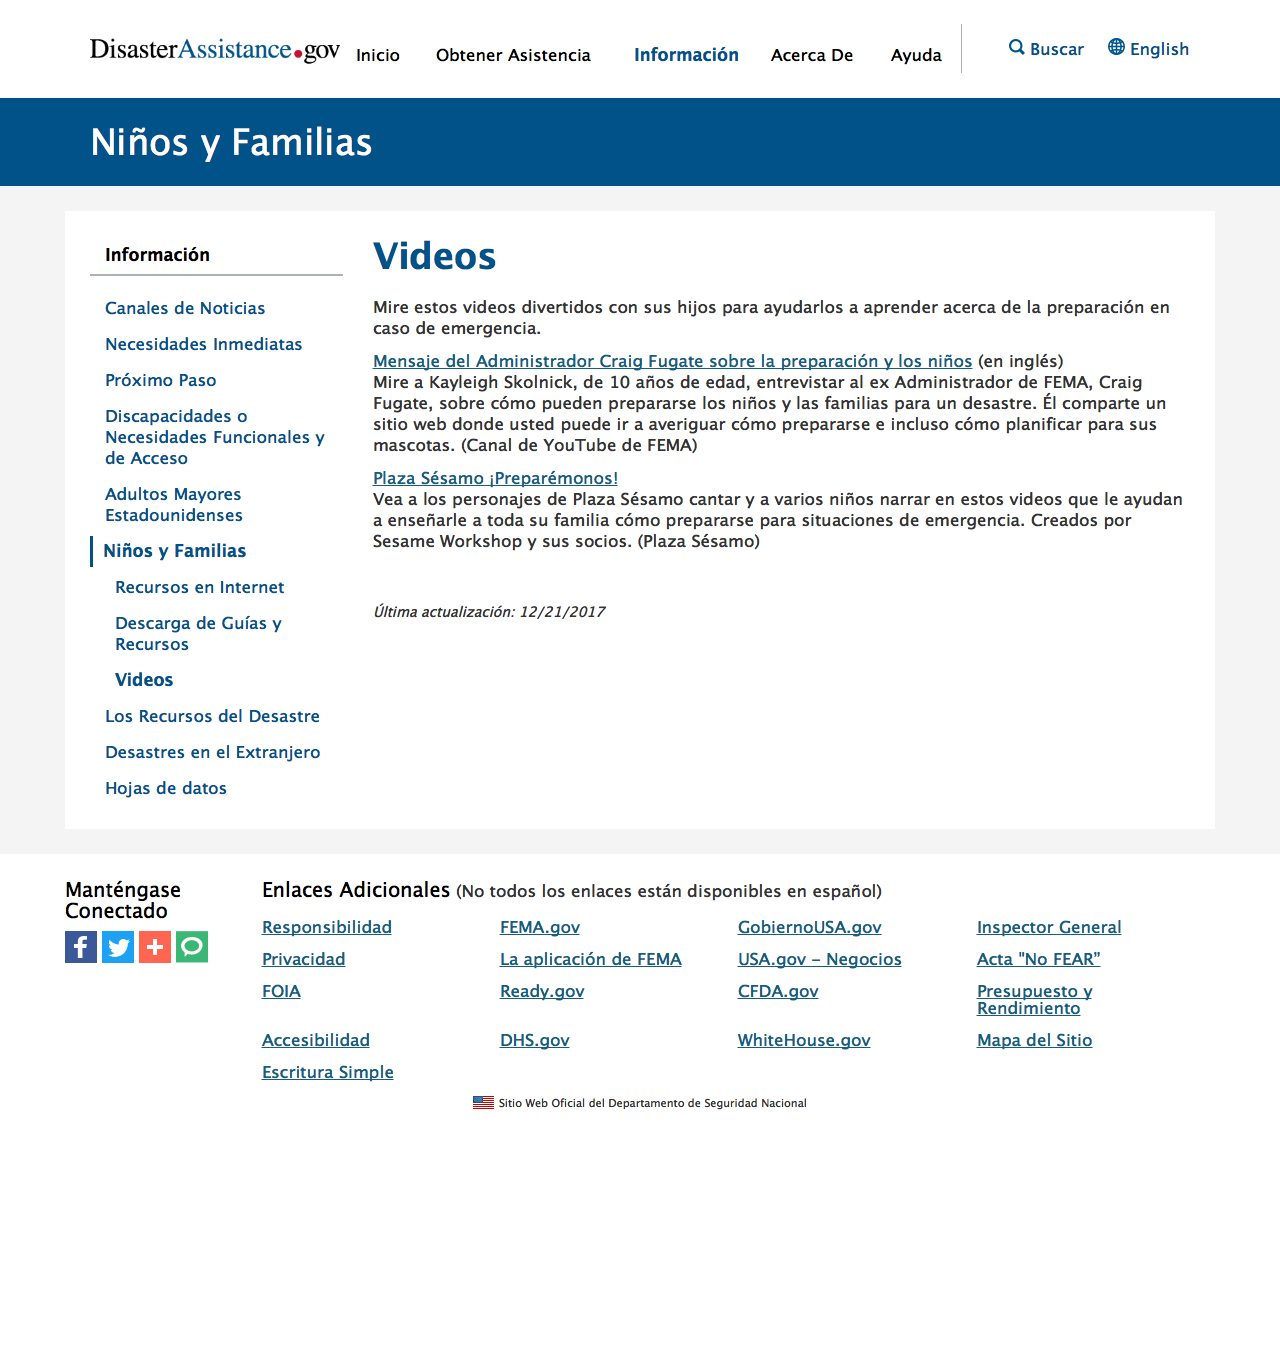 DisasterAssistance.gov
Inicio
Obtener Asistencia
Información
Acerca De
Ayuda
Buscar
English
Niños y Familias
Información
Canales de Noticias
Necesidades Inmediatas
Próximo Paso
Discapacidades o
Necesidades Funcionales y
de Acceso
Adultos Mayores
Estadounidenses
Niños y Familias
Recursos en Internet
Descarga de Guías y
Recursos
Videos
Los Recursos del Desastre
Desastres en el Extranjero
Hojas de datos
Videos
Mire estos videos divertidos con sus hijos para ayudarlos a aprender acerca de la preparación en
caso de emergencia.
Mensaje del Administrador Craig Fugate sobre la preparación y los niños (en inglés)
Mire a Kayleigh Skolnick, de 10 años de edad, entrevistar al ex Administrador de FEMA, Craig
Fugate, sobre cómo pueden prepararse los niños y las familias para un desastre. Él comparte un
sitio web donde usted puede ir a averiguar cómo prepararse e incluso cómo planificar para sus
mascotas. (Canal de YouTube de FEMA)
Plaza Sésamo ¡Preparémonos!
Vea a los personajes de Plaza Sésamo cantar y a varios niños narrar en estos videos que le ayudan
a enseñarle a toda su familia cómo prepararse para situaciones de emergencia. Creados por
Sesame Workshop y sus socios. (Plaza Sésamo)
Última actualización: 12/21/2017
Manténgase
Conectado
Enlaces Adicionales (No todos los enlaces están disponibles en español)
Responsibilidad
FEMA.gov
GobiernoUSA.gov
Inspector General
Privacidad
La aplicación de FEMA
USA.gov – Negocios
Acta "No FEAR”
FOIA
Ready.gov
CFDA.gov
Presupuesto y
Rendimiento
Accesibilidad
DHS.gov
WhiteHouse.gov
Mapa del Sitio
Escritura Simple
Sitio Web Oficial del Departamento de Seguridad Nacional